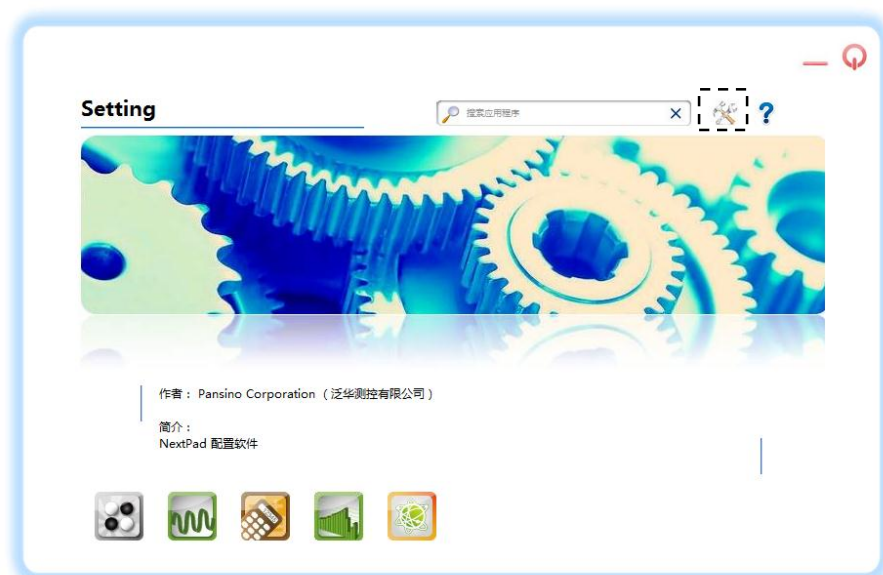 Setting
搜索应用程序
作者： Pansino Corporation （ 泛华测控有限公司 ）
简介：
NextPad 配置软件